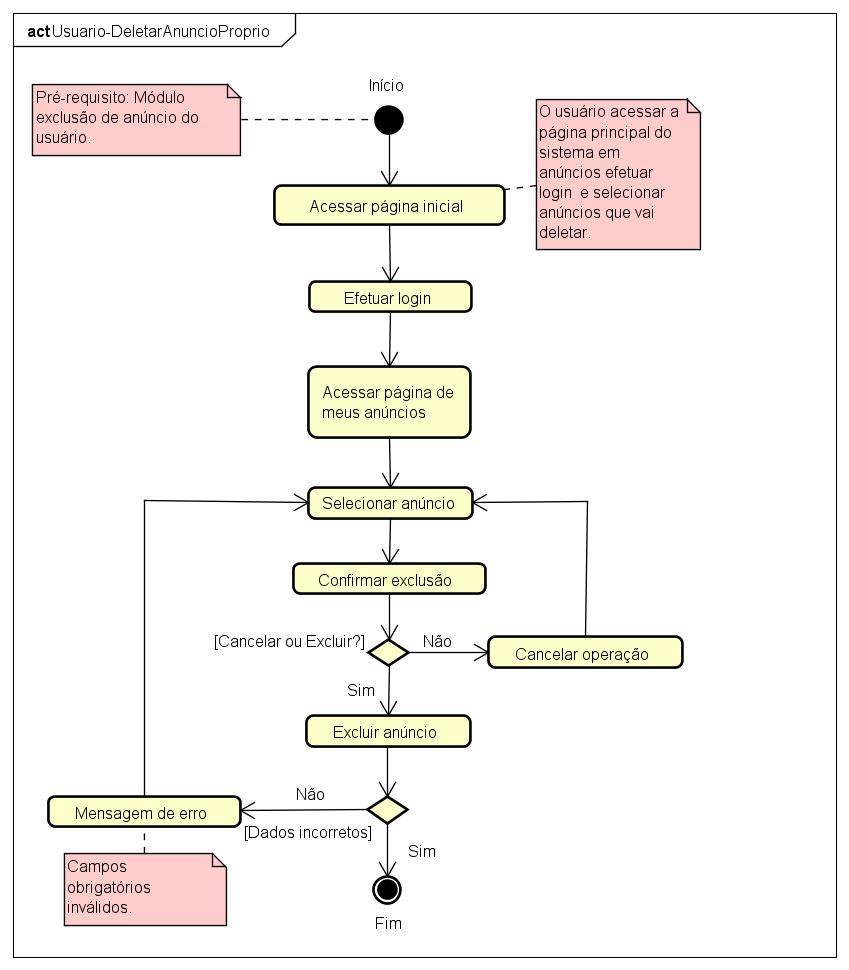 act Usuario-DeletarAnuncioProprio
Início
Pré-requisito: Módulo
exclusão de anúncio do
usuário.
O usuário acessar a
página principal do
sistema em
anúncios efetuar
login e selecionar
anúncios que vai
deletar.
Acessar página inicial
Efetuar login
Acessar página de
meus anúncios
Selecionar anúncio
Confirmar exclusão
[Cancelar ou Excluir?]
Não
Cancelar operação
Sim
Excluir anúncio
Não
Mensagem de erro
[Dados incorretos]
Sim
Campos
obrigatórios
inválidos.
Fim